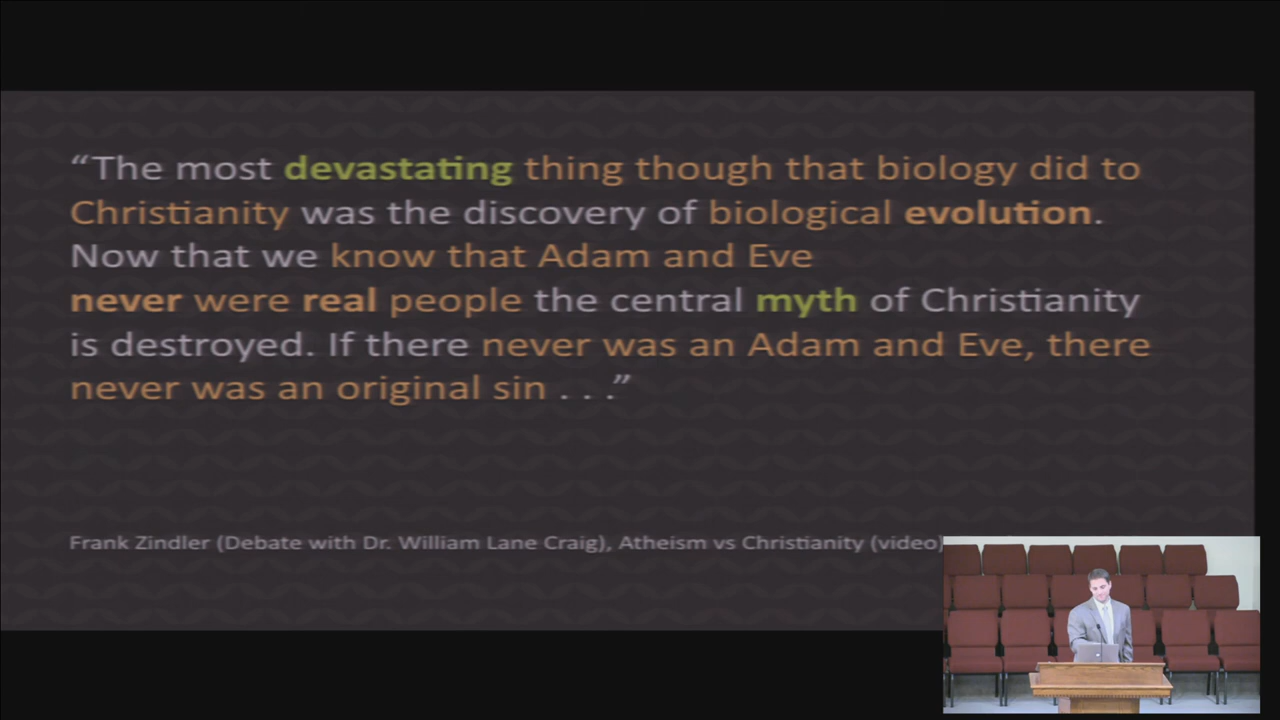 “The most devastating thing though that biology did to
Christianity was the discovery of biological evolution.
Now that we know that Adam and Eve
never were real people the central myth of Christianity
is destroyed. If there never was an Adam and Eve, there
never was an original sin . . .”
Frank Zindler (Debate with Dr. William Lane Craig), Atheism vs Christianity (video)